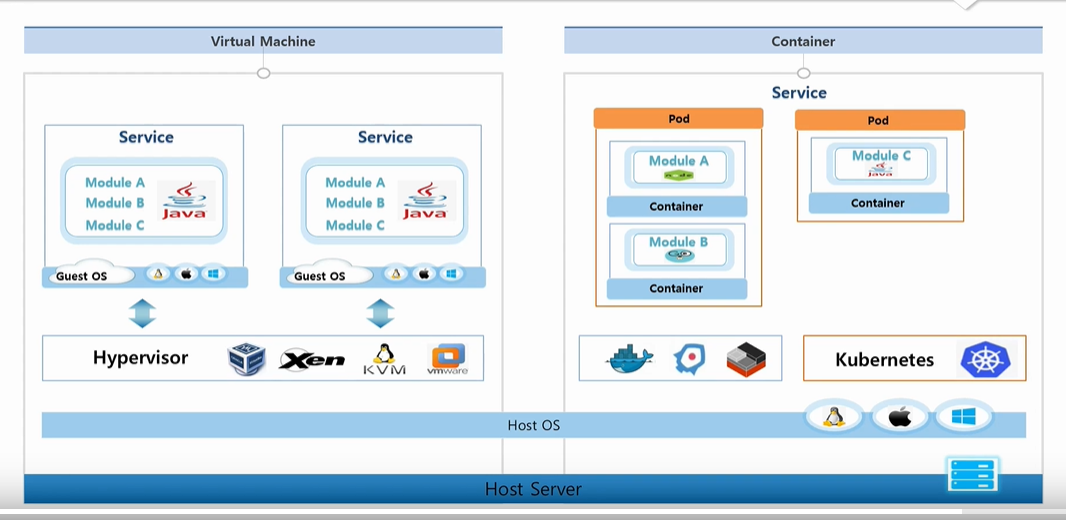 Virtual Machine
Container
Service
Service
Module A
Module B
Module C
Java
Guest OS
Service
Module A
Module B
Module C
Java
Guest OS
Hypervisor
Xen
KVM
vmware
Pod
Module A
Container
Module B
Container
Pod
Module C
Java
Container
Kubernetes
Host OS
Host Server